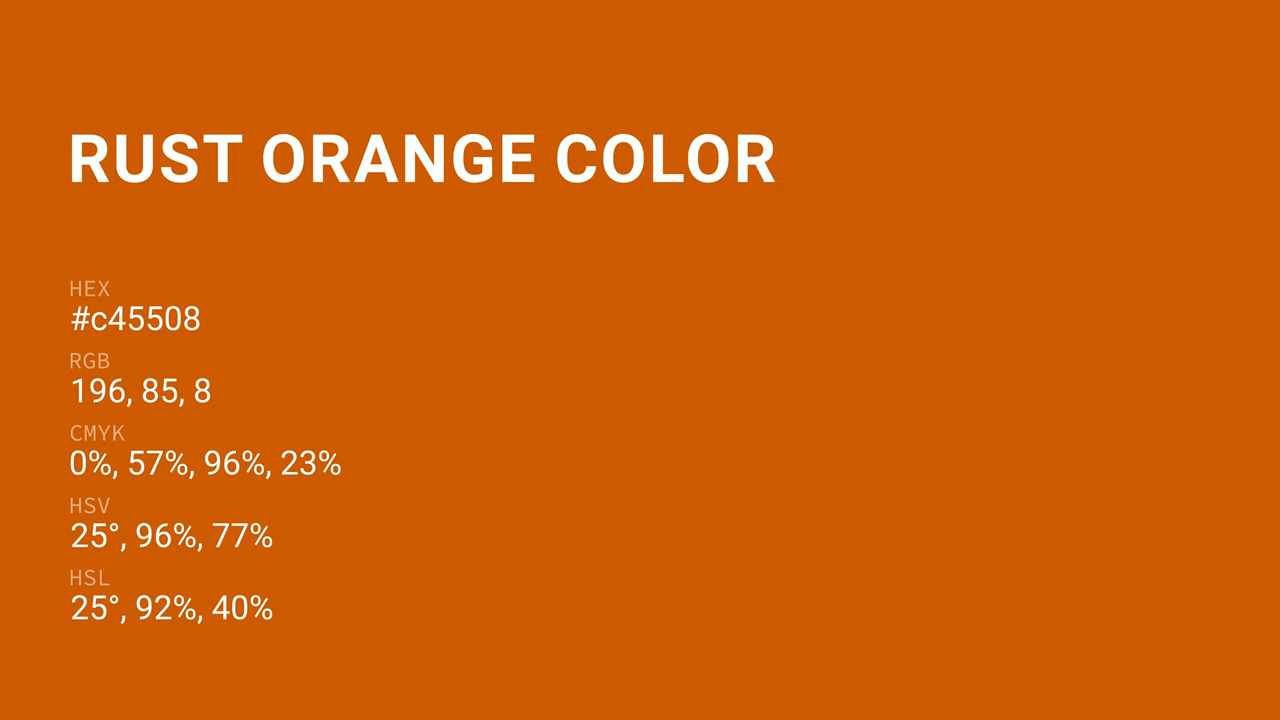 RUST ORANGE COLOR
HEX
#c45508
RGB
196, 85, 8
CMYK
0%, 57%, 96%, 23%
HSV
25°, 96%, 77%
HSL
25°, 92%, 40%